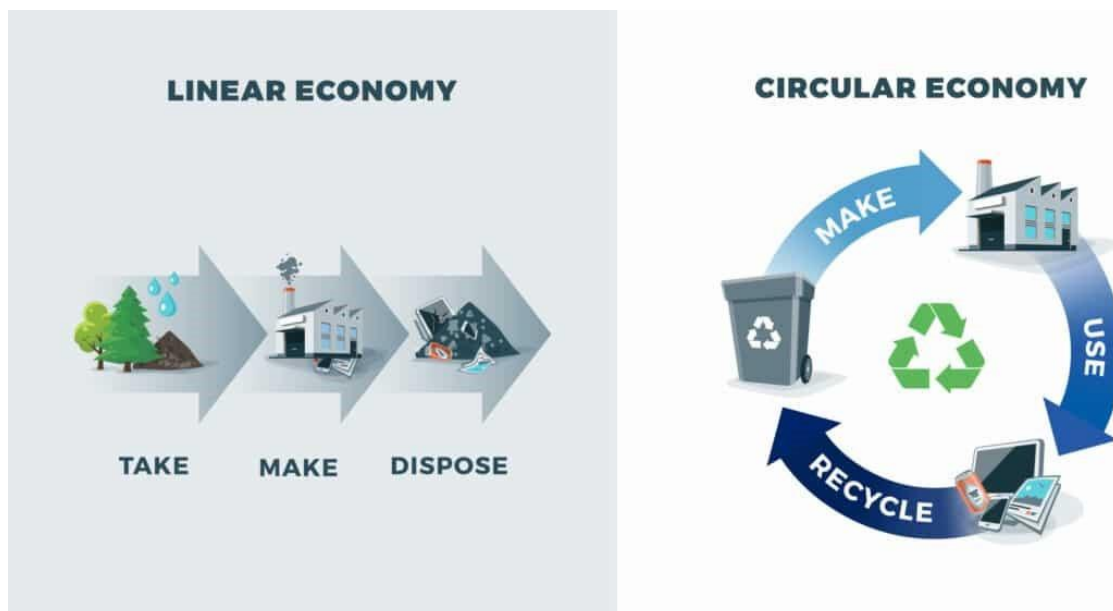 LINEAR ECONOMY
TAKE
MAKE
DISPOSE
CIRCULAR ECONOMY
MAKE
USE
RECYCLE